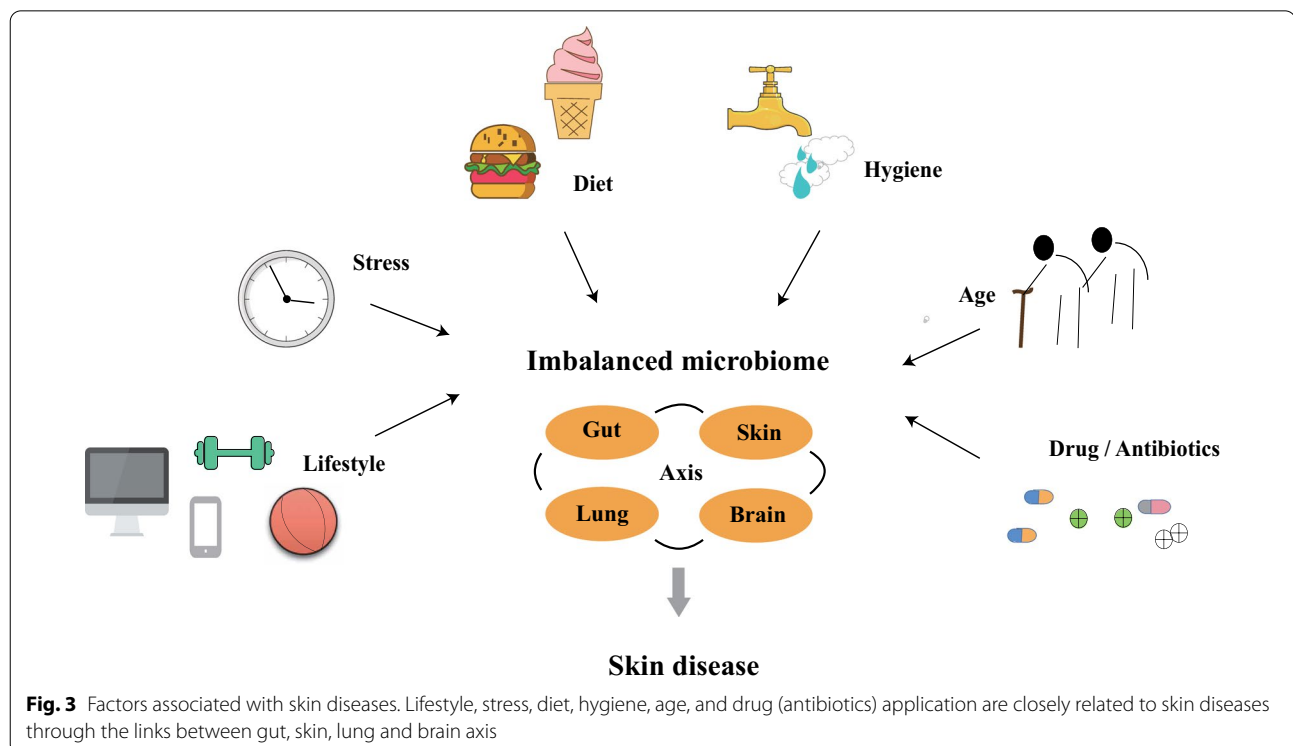 Diet
Hygiene
Stress
Age
Imbalanced microbiome
Gut
Skin
Axis
Lung
Brain
Lifestyle
Drug / Antibiotics
Skin disease
Fig. 3 Factors associated with skin diseases. Lifestyle, stress, diet, hygiene, age, and drug (antibiotics) application are closely related to skin diseases
through the links between gut, skin, lung and brain axis